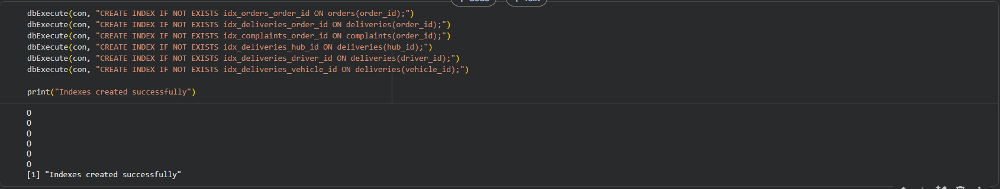 + Code + Text
dbExecute(con, "CREATE INDEX IF NOT EXISTS idx_orders_order_id ON orders(order_id);")
dbExecute(con, "CREATE INDEX IF NOT EXISTS idx_deliveries_order_id ON deliveries(order_id);")
dbExecute(con, "CREATE INDEX IF NOT EXISTS idx_complaints_order_id ON complaints(order_id);")
dbExecute(con, "CREATE INDEX IF NOT EXISTS idx_deliveries_hub_id ON deliveries(hub_id);")
dbExecute(con, "CREATE INDEX IF NOT EXISTS idx_deliveries_driver_id ON deliveries(driver_id);")
dbExecute(con, "CREATE INDEX IF NOT EXISTS idx_deliveries_vehicle_id ON deliveries(vehicle_id);")
print("Indexes created successfully")
0
0
0
0
0
0
[1] "Indexes created successfully"